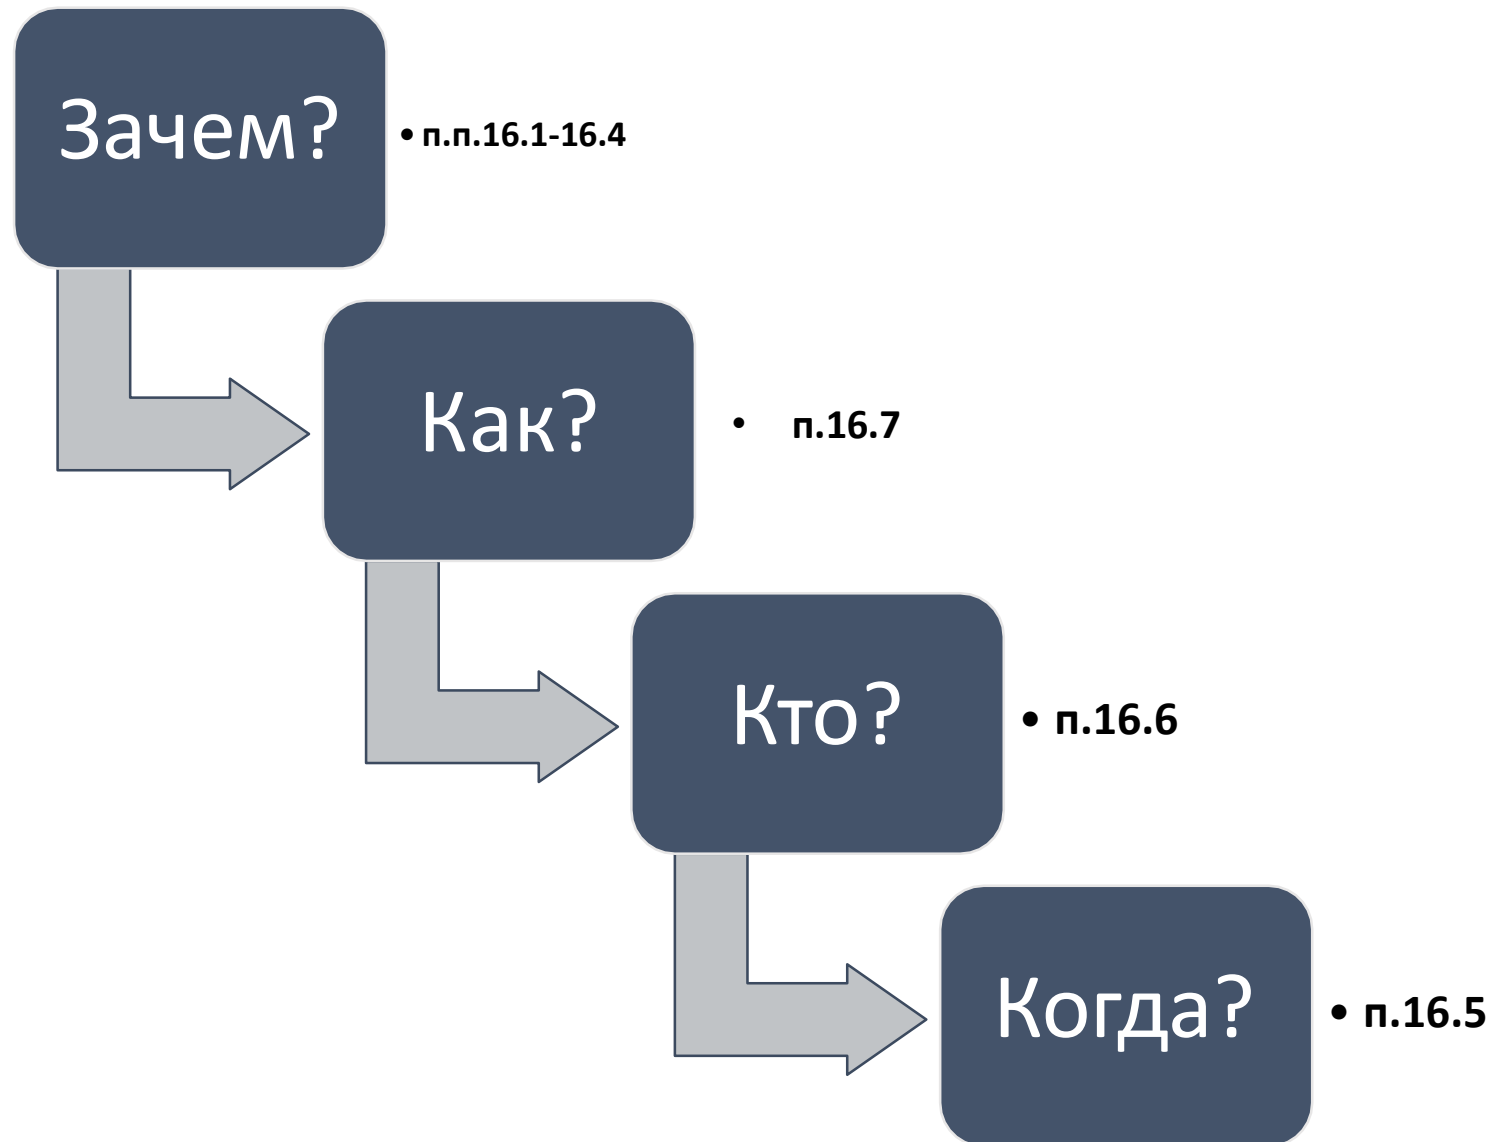 Зачем?
• п.п.16.1-16.4
Как?
• п.16.7
Кто?
• п.16.6
Когда?
• п.16.5